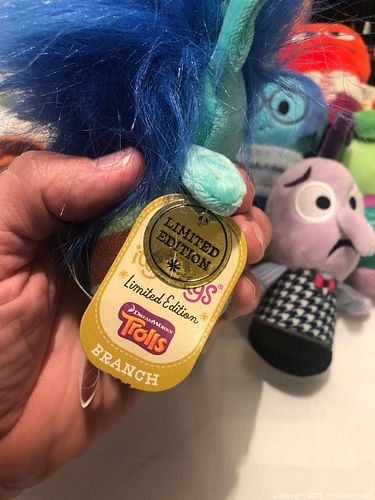 LIMITED
EDITION
Limited Edition
DREAMWORKS
Trolls
BRANCH